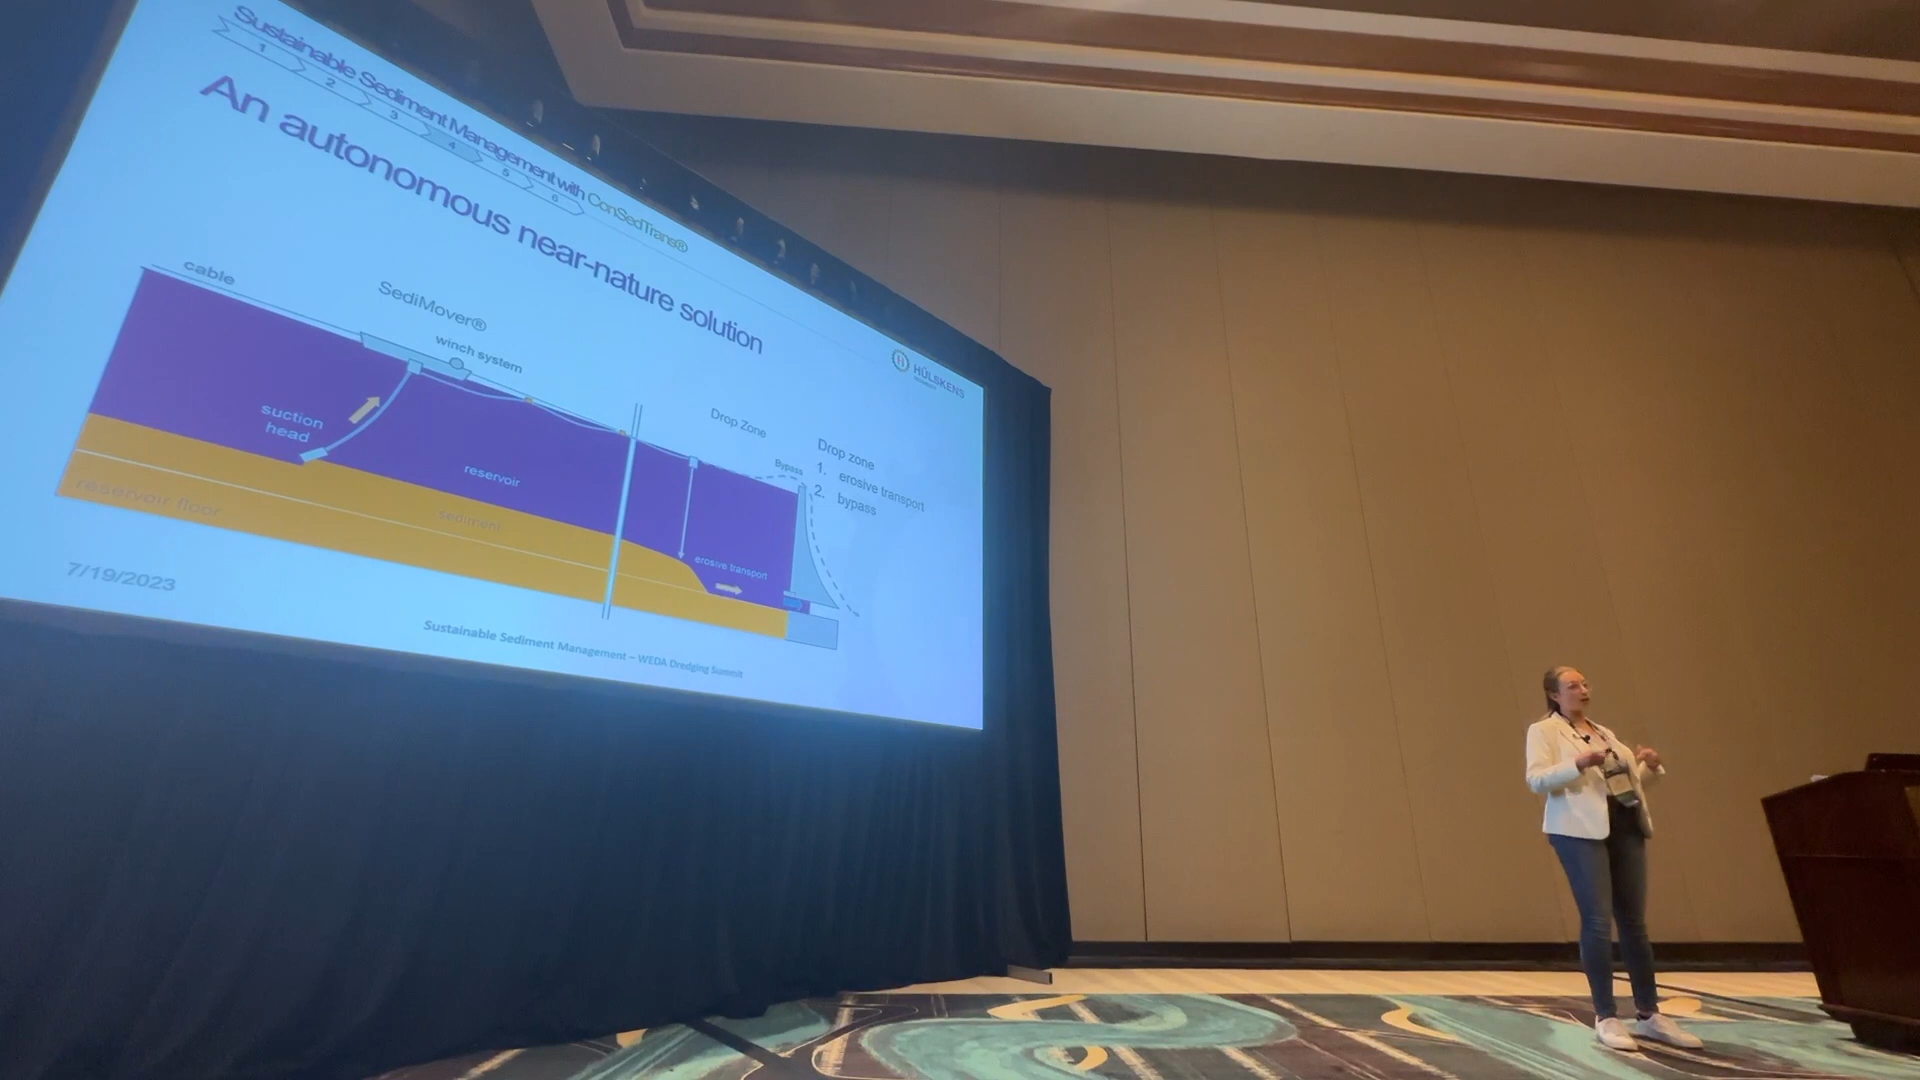 Sustainable Sediment Management with ConSedTrans®
1
2
3
4
5
6
An autonomous near-nature solution
HÜLSKENS
cable
SediMover®
winch system
suction
head
Drop Zone
Bypass
Drop zone
1. erosive transport
2. bypass
reservoir
sediment
reservoir floor
erosive transport
7/19/2023
Sustainable Sediment Management – WEDA Dredging Summit